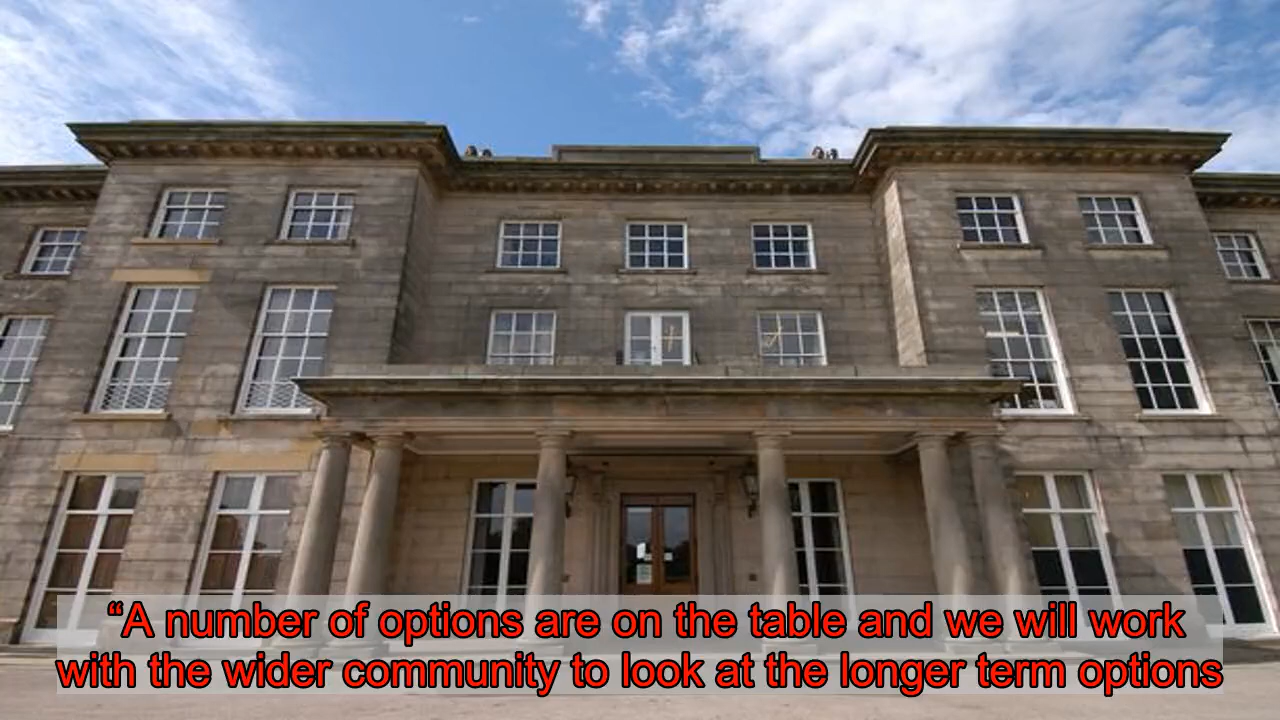 “A number of options are on the table and we will work
with the wider community to look at the longer term options